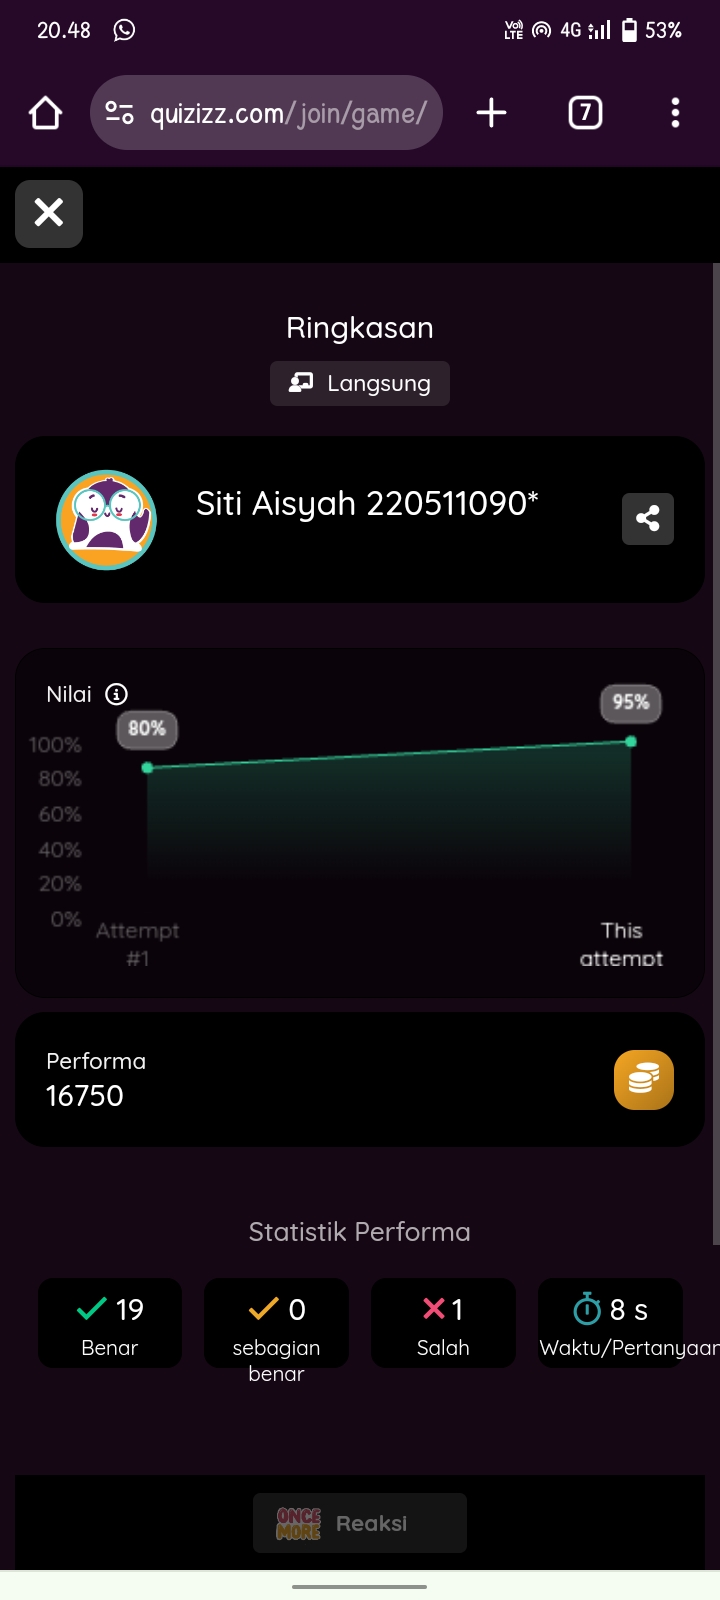 20.48
Vo))
LTE
4G
53%
quizizz.com/join/game/
7
Ringkasan
Langsung
Siti Aisyah 220511090*
Nilai
80%
95%
100%
80%
60%
40%
20%
0%
Attempt
#1
This
attempt
Performa
16750
Statistik Performa
19
Benar
0
sebagian
benar
1
Salah
8 s
Waktu/Pertanyaan
ONCE
MORE
Reaksi